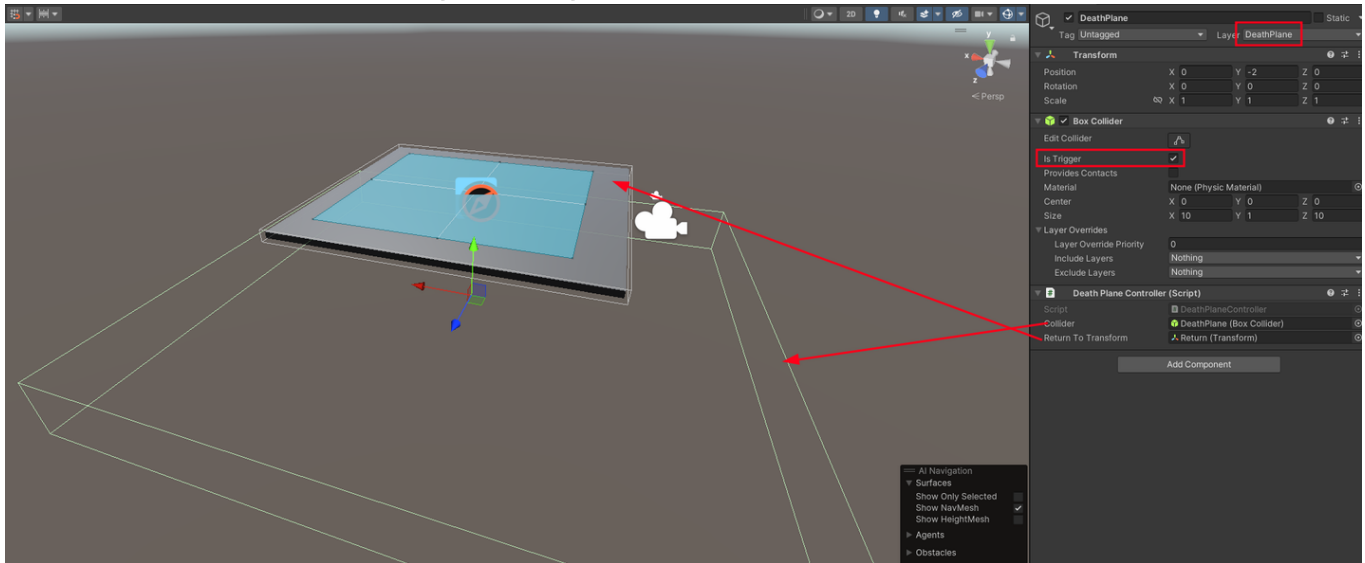 2D
y
x
z
Persp
AI Navigation
Surfaces
Show Only Selected
Show NavMesh
Show HeightMesh
Agents
Obstacles
DeathPlane
Static
Tag Untagged Layer DeathPlane
Transform
Position X 0 Y -2 Z 0
Rotation X 0 Y 0 Z 0
Scale X 1 Y 1 Z 1
Box Collider
Edit Collider
Is Trigger
Provides Contacts
Material None (Physic Material)
Center X 0 Y 0 Z 0
Size X 10 Y 1 Z 10
Layer Overrides
Layer Override Priority 0
Include Layers Nothing
Exclude Layers Nothing
Death Plane Controller (Script)
Script DeathPlaneController
Collider DeathPlane (Box Collider)
Return To Transform Return (Transform)
Add Component